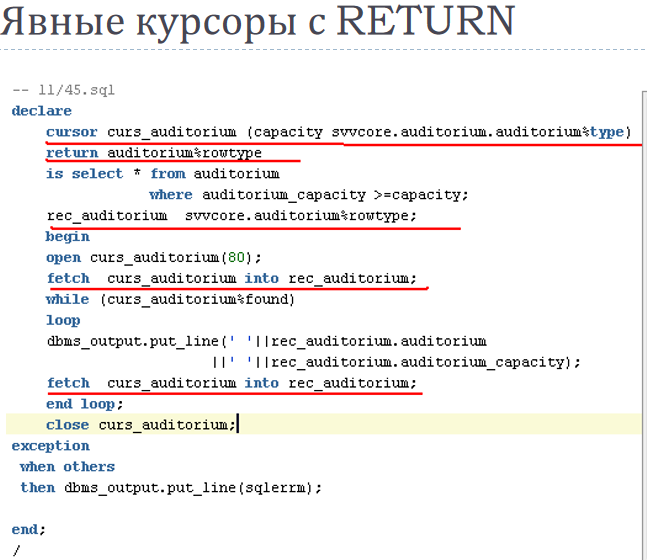 Явные курсоры с RETURN
-- 11/45.sql
declare
cursor curs_auditorium (capacity svvcore.auditorium.auditorium%type)
return auditorium%rowtype
is select * from auditorium
where auditorium_capacity >=capacity;
rec_auditorium svvcore.auditorium%rowtype;
begin
open curs_auditorium(80);
fetch curs_auditorium into rec_auditorium;
while (curs_auditorium%found)
loop
dbms_output.put_line(' '||rec_auditorium.auditorium
||' '||rec_auditorium.auditorium_capacity);
fetch curs_auditorium into rec_auditorium;
end loop;
close curs_auditorium;
exception
when others
then dbms_output.put_line(sqlerrm);
end;
/